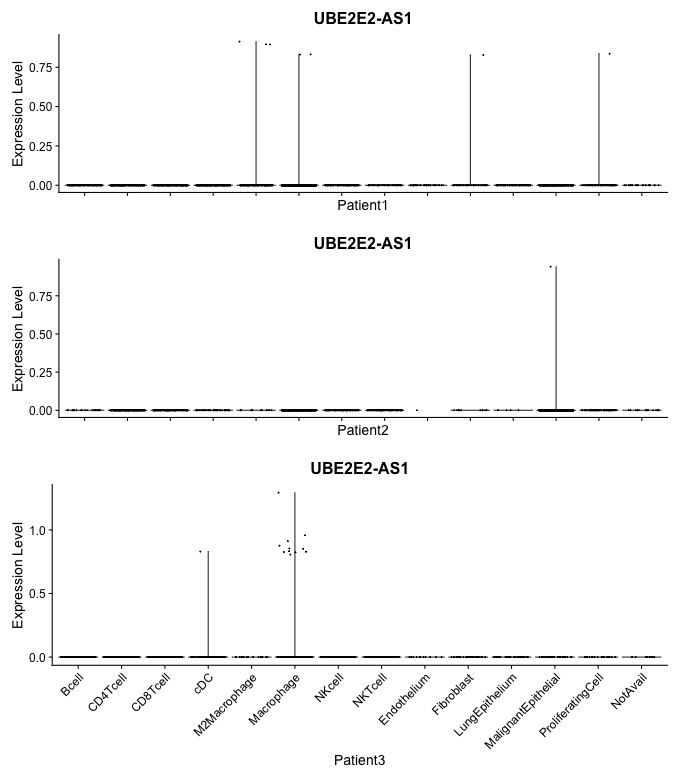 UBE2E2-AS1
Expression Level
0.75
0.50
0.25
0.00
Patient1
UBE2E2-AS1
Expression Level
0.75
0.50
0.25
0.00
Patient2
UBE2E2-AS1
Expression Level
1.0
0.5
0.0
Bcell
CD4Tcell
CD8Tcell
cDC
M2Macrophage
Macrophage
NKcell
NKTcell
Endothelium
Fibroblast
LungEpithelium
MalignantEpithelial
ProliferatingCell
NotAvail
Patient3